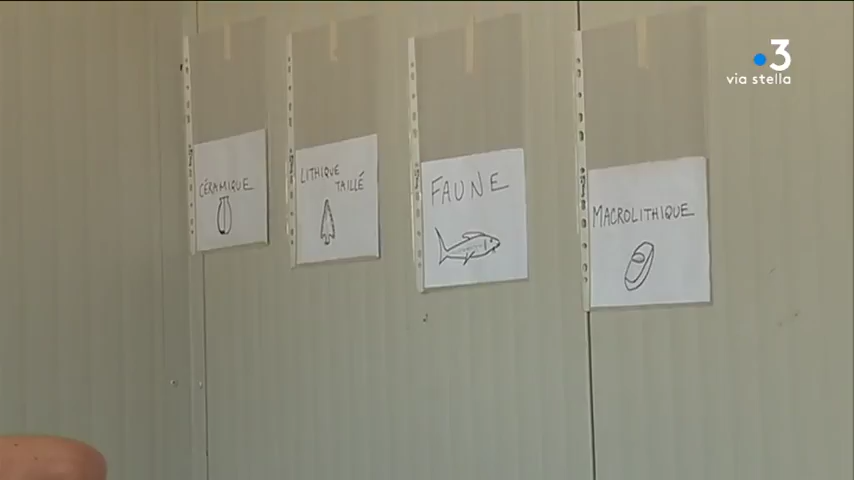 CÉRAMIQUE
LITHIQUE
TAILLÉ
FAUNE
MACROLITHIQUE
3
via stella